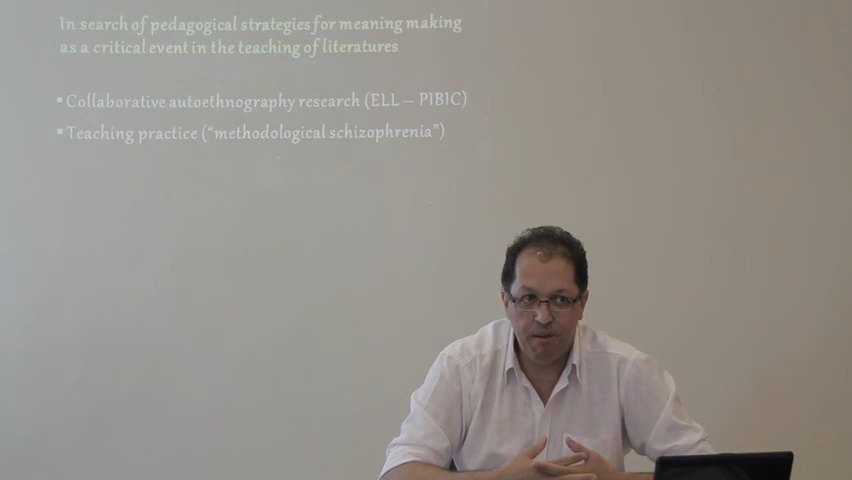 In search of pedagogical strategies for meaning making
as a critical event in the teaching of literatures
▪ Collaborative autoethnography research (ELL – PIBIC)
▪ Teaching practice (“methodological schizophrenia”)